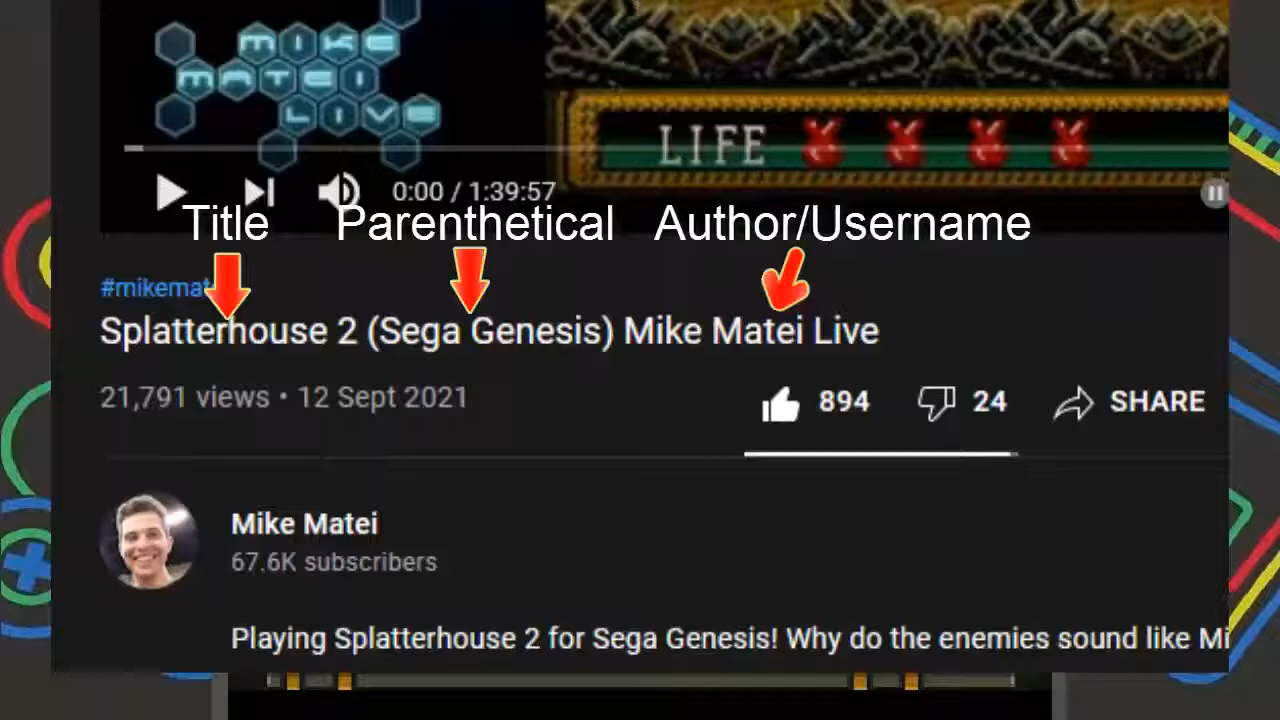 MIKE
MATEI
LIVE
LIFE
0:00 / 1:39:57
Title Parenthetical Author/Username
#mikemat
Splatterhouse 2 (Sega Genesis) Mike Matei Live
21,791 views • 12 Sept 2021
894 24 SHARE
Mike Matei
67.6K subscribers
Playing Splatterhouse 2 for Sega Genesis! Why do the enemies sound like Mi